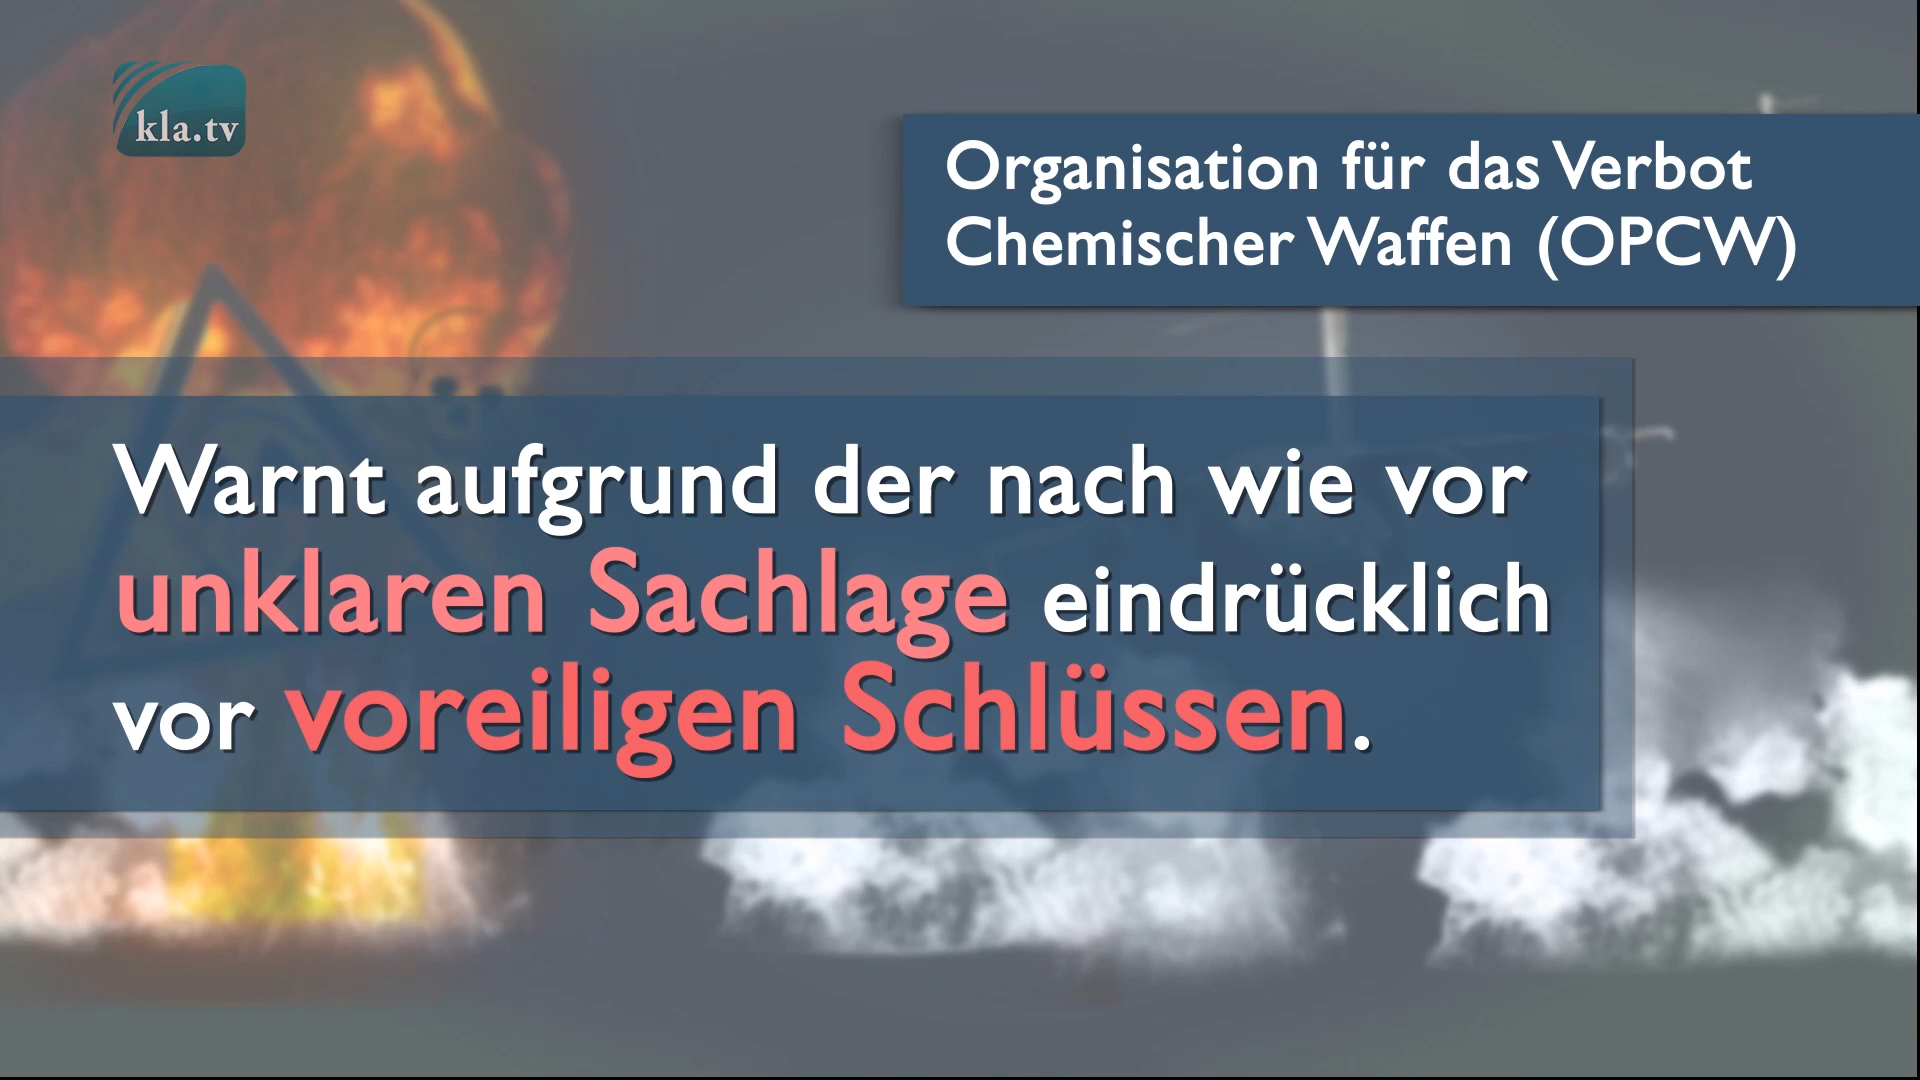 kla.tv
Organisation für das Verbot
Chemischer Waffen (OPCW)
Warnt aufgrund der nach wie vor
unklaren Sachlage eindrücklich
vor voreiligen Schlüssen.